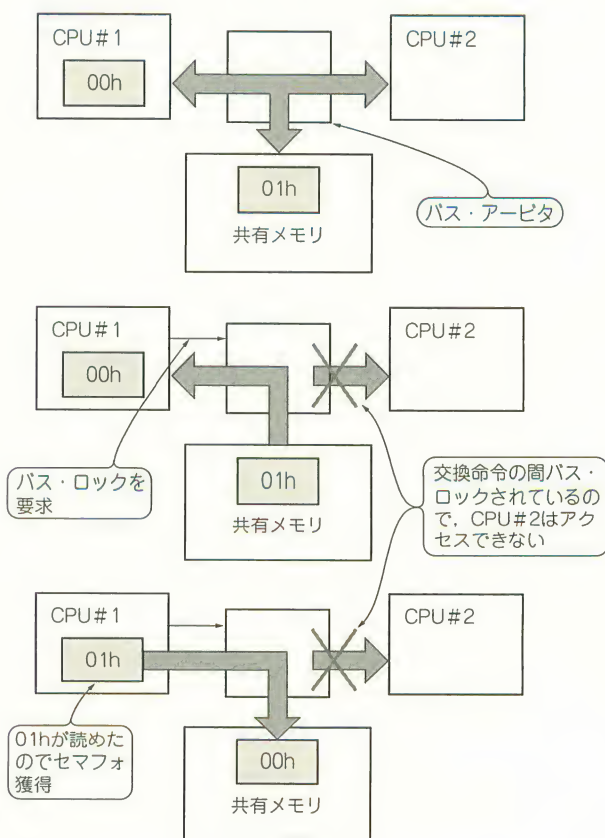 CPU#1
CPU#2
00h
01h
共有メモリ
バス・アービタ
CPU#1
CPU#2
00h
バス・ロックを
要求
01h
共有メモリ
交換命令の間バス・
ロックされているの
で，CPU#2はアク
セスできない
CPU#1
CPU#2
01h
01hが読めた
のでセマフォ
獲得
00h
共有メモリ